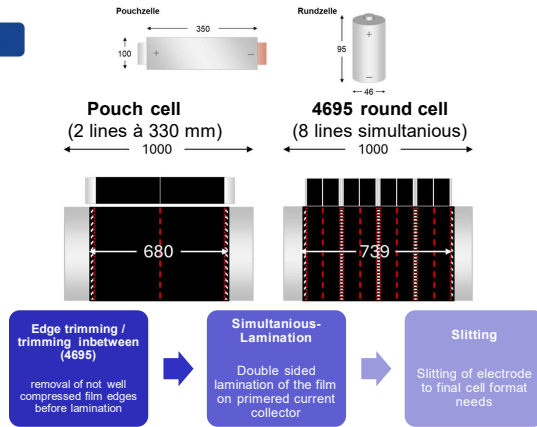 Pouchzelle
Rundzelle
350
100
+
−
95
+
−
46
Pouch cell
(2 lines à 330 mm)
1000
4695 round cell
(8 lines simultanious)
1000
680
739
Edge trimming /
trimming inbetween
(4695)
removal of not well
compressed film edges
before lamination
Simultanious-
Lamination
Double sided
lamination of the film
on primered current
collector
Slitting
Slitting of electrode
to final cell format
needs